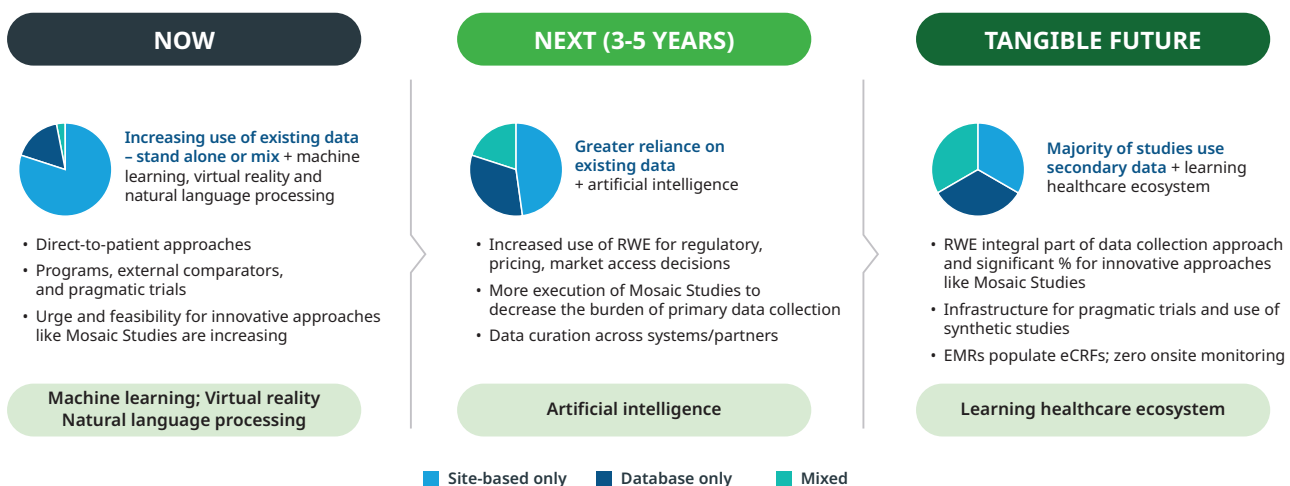 NOW
Increasing use of existing data
– stand alone or mix + machine
learning, virtual reality and
natural language processing
• Direct-to-patient approaches
• Programs, external comparators,
and pragmatic trials
• Urge and feasibility for innovative approaches
like Mosaic Studies are increasing
Machine learning; Virtual reality
Natural language processing
NEXT (3-5 YEARS)
Greater reliance on
existing data
+ artificial intelligence
• Increased use of RWE for regulatory,
pricing, market access decisions
• More execution of Mosaic Studies to
decrease the burden of primary data collection
• Data curation across systems/partners
Artificial intelligence
TANGIBLE FUTURE
Majority of studies use
secondary data + learning
healthcare ecosystem
• RWE integral part of data collection approach
and significant % for innovative approaches
like Mosaic Studies
• Infrastructure for pragmatic trials and use of
synthetic studies
• EMRs populate eCRFs; zero onsite monitoring
Learning healthcare ecosystem
Site-based only
Database only
Mixed